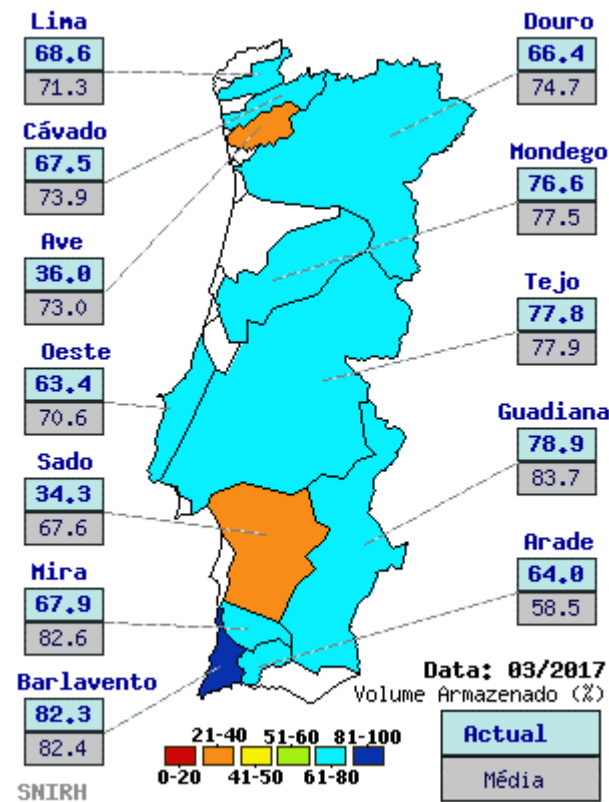 Lima
68.6
71.3
Cávado
67.5
73.9
Ave
36.0
73.0
Oeste
63.4
70.6
Sado
34.3
67.6
Mira
67.9
82.6
Barlavento
82.3
82.4
SNIRH
Douro
66.4
74.7
Mondego
76.6
77.5
Tejo
77.8
77.9
Guadiana
78.9
83.7
Arade
64.0
58.5
Data: 03/2017
Volume Armazenado (%)
21-40 51-60 81-100
0-20 41-50 61-80
Actual
Média